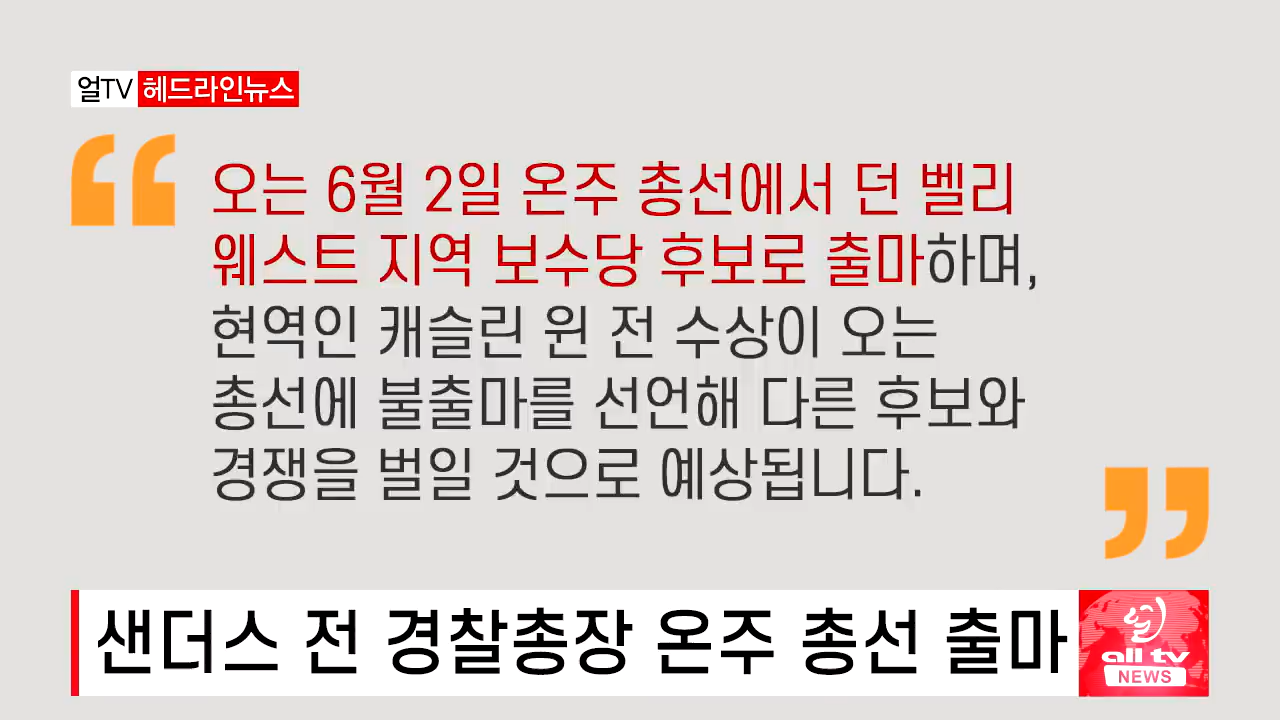 얼TV 헤드라인뉴스
오는 6월 2일 온주 총선에서 던 벨리
웨스트 지역 보수당 후보로 출마하며,
현역인 캐슬린 윈 전 수상이 오는
총선에 불출마를 선언해 다른 후보와
경쟁을 벌일 것으로 예상됩니다.
샌더스 전 경찰총장 온주 총선 출마
얼
all tv
NEWS